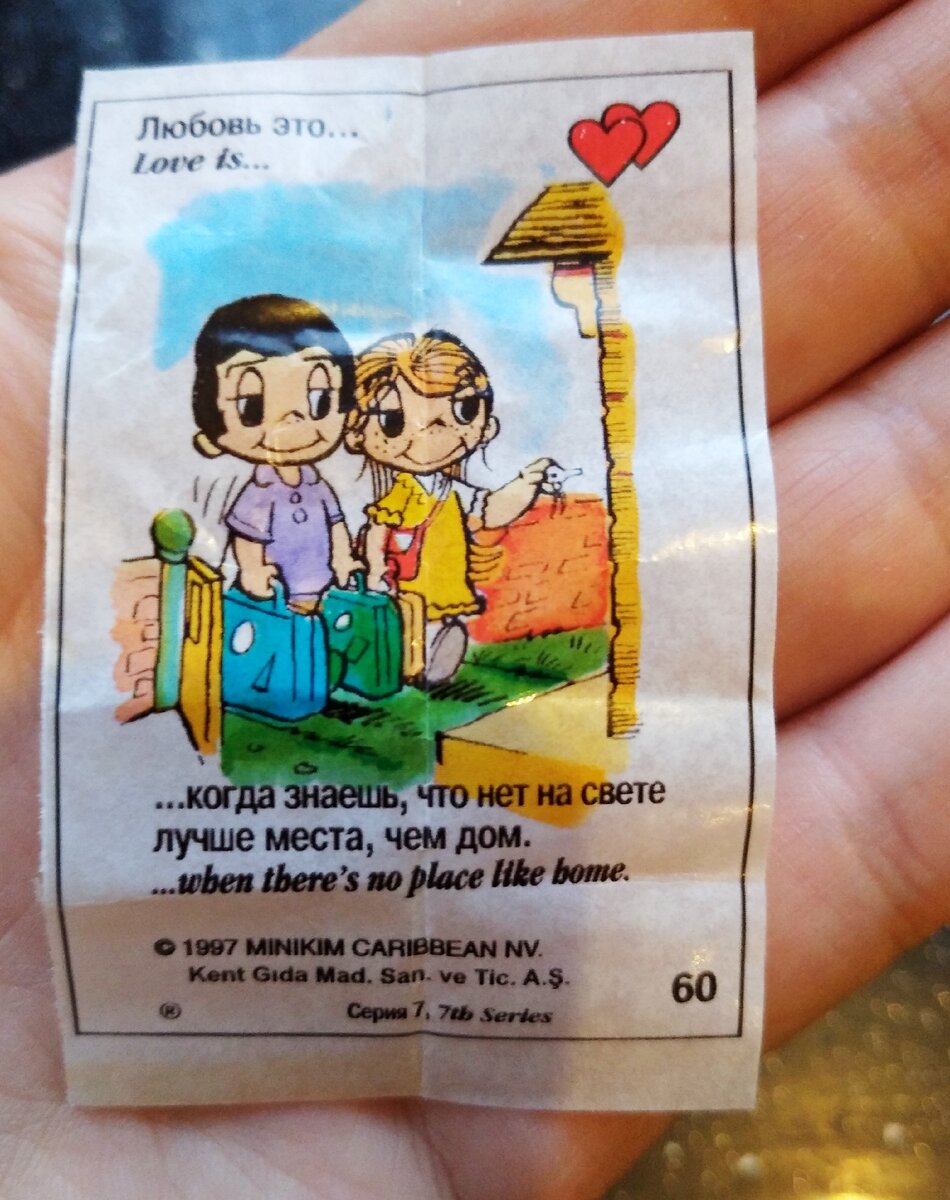 Любовь это...
Love is...
...когда знаешь, что нет на свете
лучше места, чем дом.
...when there's no place like home.
© 1997 MINIKIM CARIBBEAN NV.
Kent Gıda Mad. San. ve Tic. A.Ş.
60
® Серия 7, 7th Series